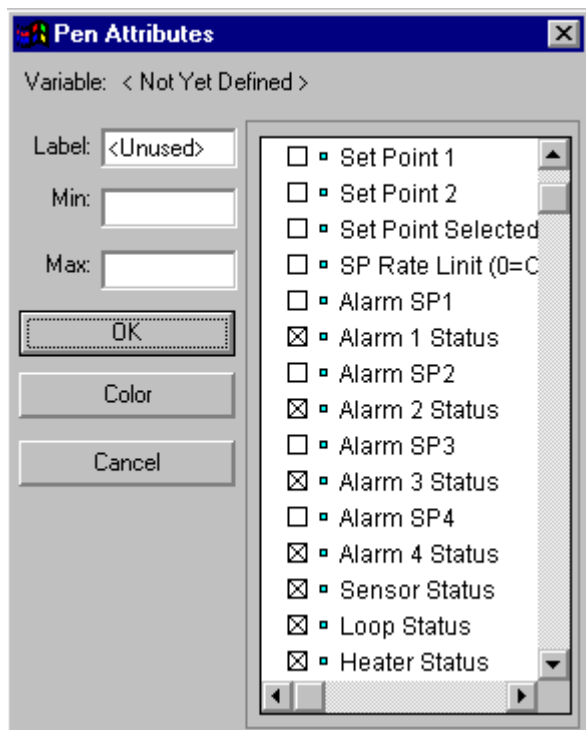 Pen Attributes
Variable: < Not Yet Defined >
Label: <Unused>
Min:
Max:
OK
Color
Cancel
Set Point 1
Set Point 2
Set Point Selected
SP Rate Linit (0=C
Alarm SP1
Alarm 1 Status
Alarm SP2
Alarm 2 Status
Alarm SP3
Alarm 3 Status
Alarm SP4
Alarm 4 Status
Sensor Status
Loop Status
Heater Status